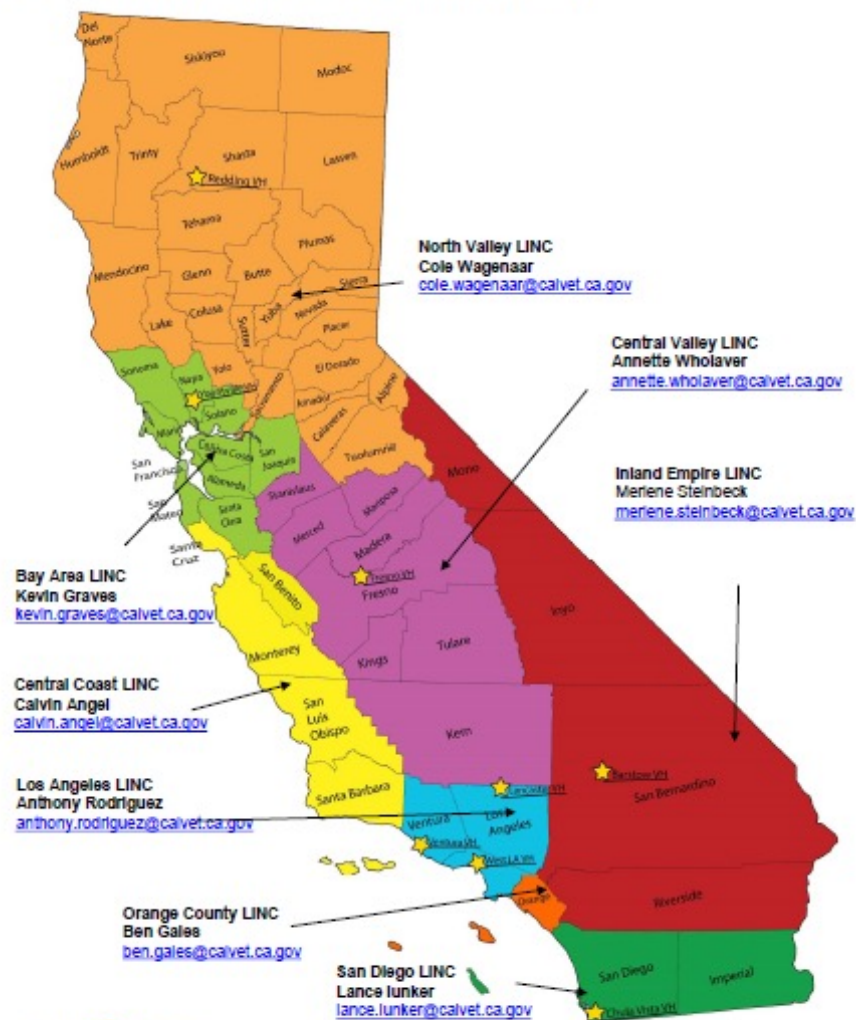 Del
Norte
Siskiyou
Modoc
Humboldt
Trinity
Shasta
Lassen
Redding VH
Tehama
Plumas
Mendocino
Glenn
Butte
Sierra
North Valley LINC
Cole Wagenaar
cole.wagenaar@calvet.ca.gov
Lake
Colusa
Sutter
Yuba
Nevada
Placer
Sonoma
Napa
Yolo
El Dorado
Sacramento
Amador
Alpine
Solano
Marin
Calaveras
Tuolumne
Contra Costa
San
Joaquin
San
Francisco
Alameda
San
Mateo
Santa
Clara
Santa
Cruz
Central Valley LINC
Annette Wholaver
annette.wholaver@calvet.ca.gov
Mono
Inland Empire LINC
Merlene Steinbeck
merlene.steinbeck@calvet.ca.gov
Stanislaus
Mariposa
Merced
Madera
Fresno VH
Fresno
Inyo
Bay Area LINC
Kevin Graves
kevin.graves@calvet.ca.gov
San Benito
Monterey
Kings
Tulare
Central Coast LINC
Calvin Angel
calvin.angel@calvet.ca.gov
San
Luis
Obispo
Kern
Santa Barbara
Los Angeles LINC
Anthony Rodriguez
anthony.rodriguez@calvet.ca.gov
Ventura
Los
Angeles
Lancaster VH
Barstow VH
San Bernardino
Ventura VH
West LA VH
Orange
Riverside
Orange County LINC
Ben Gales
ben.gales@calvet.ca.gov
San Diego LINC
Lance Iunker
lance.iunker@calvet.ca.gov
San Diego
Imperial
Chula Vista VH